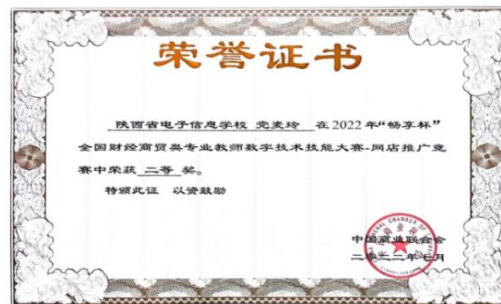 荣誉证书
陕西省电子信息学校 党麦玲 在2022年“畅享杯”
全国财经商贸类专业教师数字技术技能大赛-网店推广竞
赛中荣获 二等 奖。
特颁此证 以资鼓励
中国商业联合会
二零二二年七月